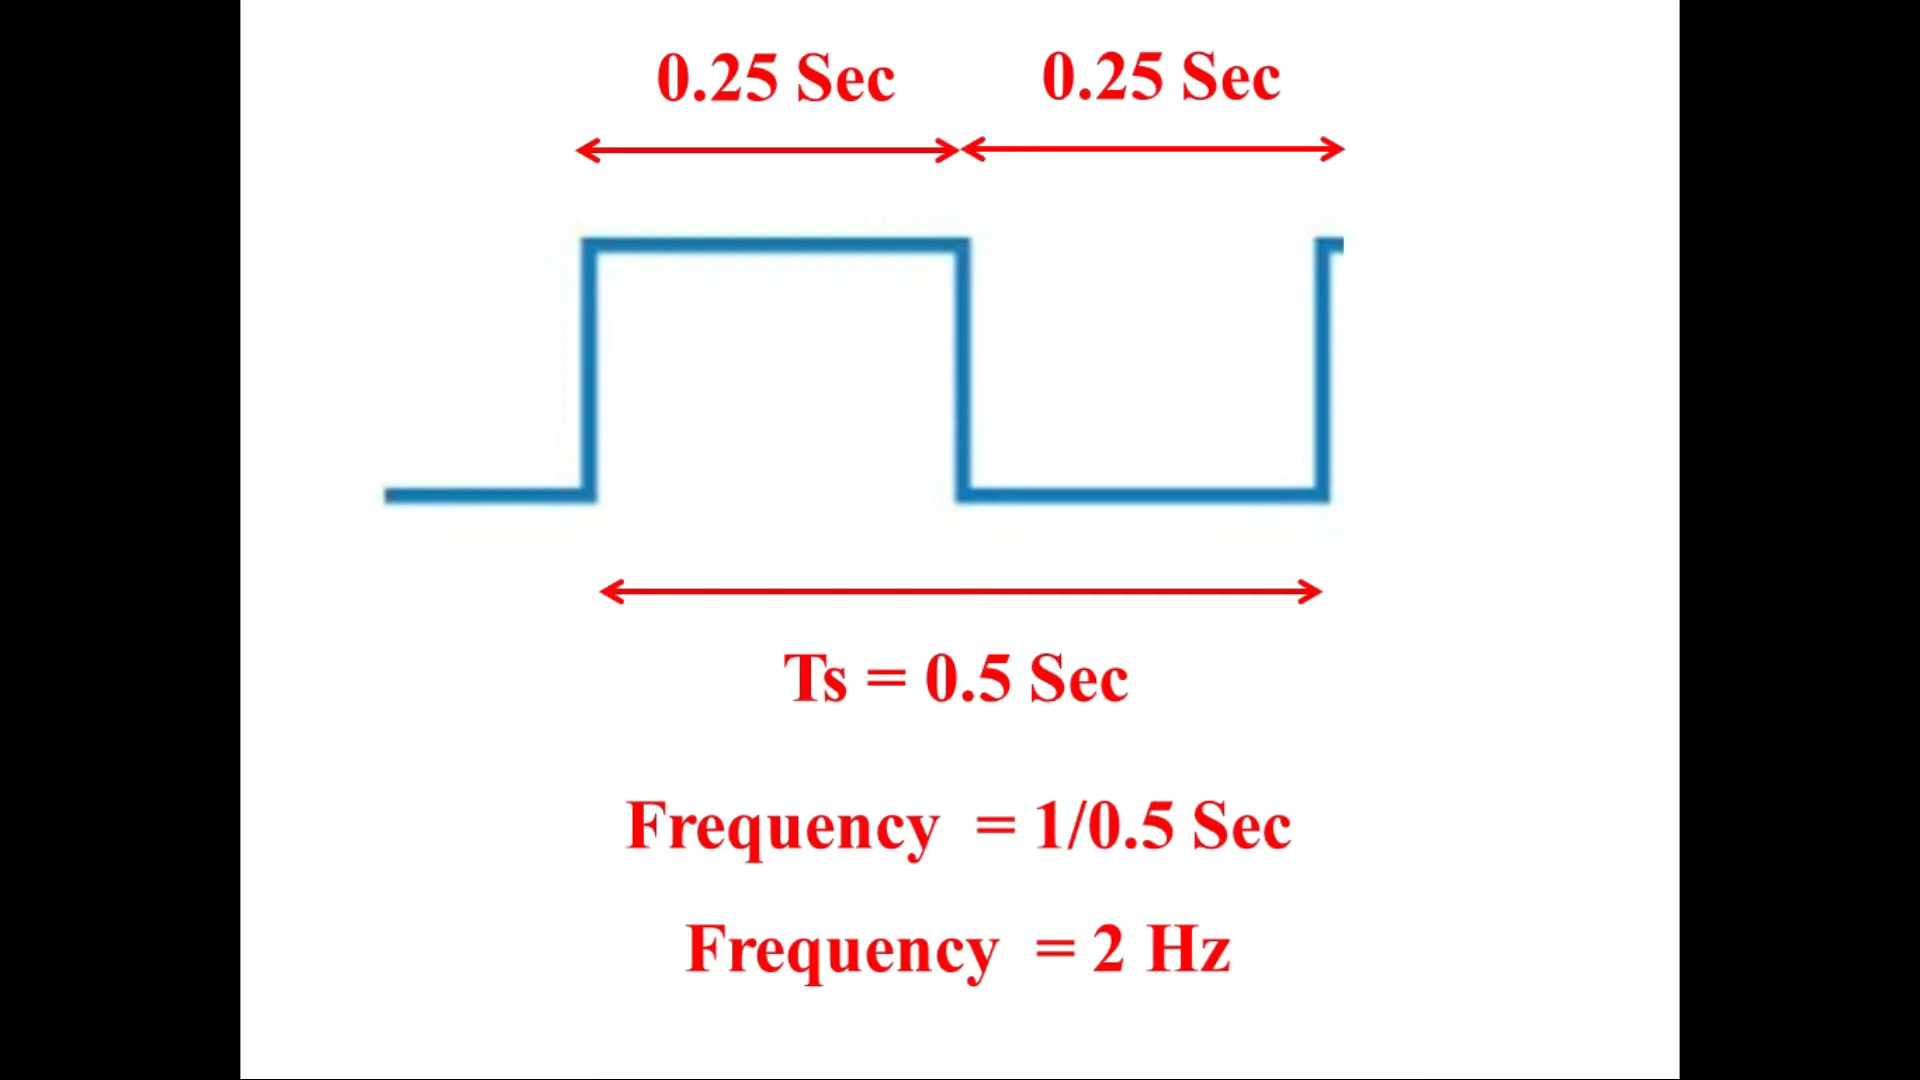 0.25 Sec 0.25 Sec
Ts = 0.5 Sec
Frequency = 1/0.5 Sec
Frequency = 2 Hz